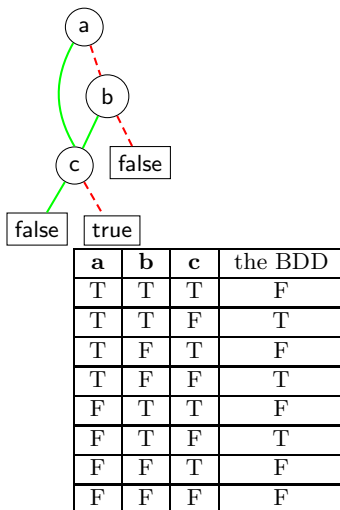 a
b
c
false
false
true
a b c the BDD
T T T F
T T F T
T F T F
T F F T
F T T F
F T F T
F F T F
F F F F